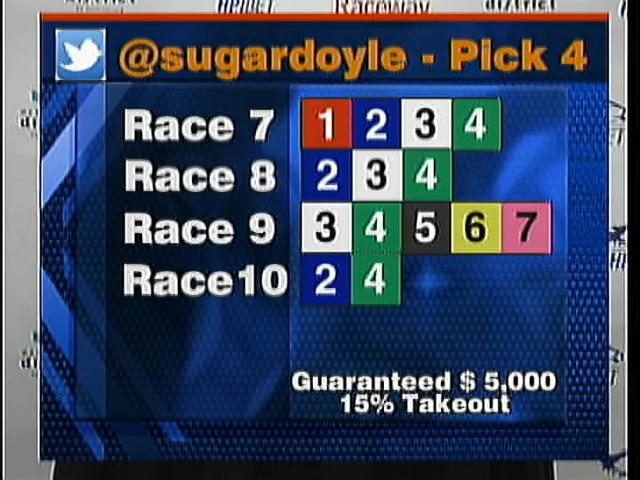 Raceway
@sugardoyle - Pick 4
Race 7 1 2 3 4
Race 8 2 3 4
Race 9 3 4 5 6 7
Race10 2 4
Guaranteed $ 5,000
15% Takeout